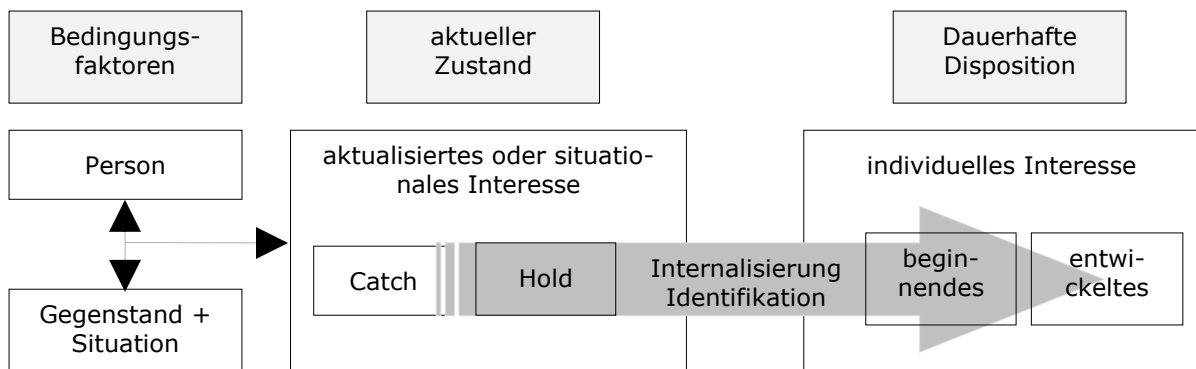 Bedingungs-
faktoren
aktueller
Zustand
Dauerhafte
Disposition
Person
Gegenstand +
Situation
aktualisiertes oder situatio-
nales Interesse
Catch
Hold
Internalisierung
Identifikation
individuelles Interesse
begin-
nendes
entwi-
ckeltes